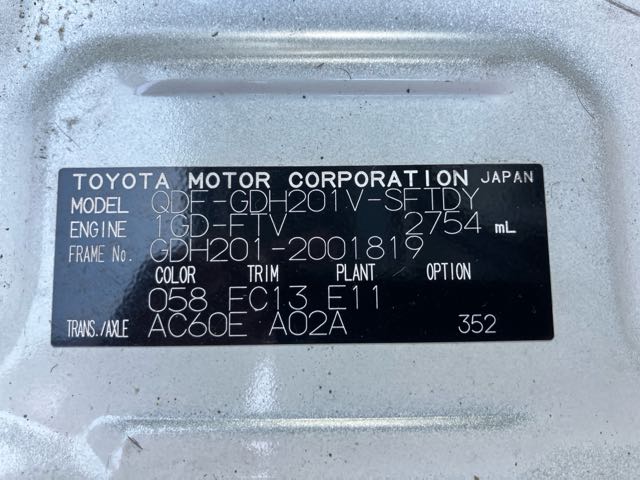 TOYOTA MOTOR CORPORATION JAPAN
MODEL QDF-GDH201V-SFTDY
ENGINE 1GD-FTV 2754 mL
FRAME No. GDH201-2001819
COLOR TRIM PLANT OPTION
058 FC13 E11
TRANS./AXLE AC60E A02A 352